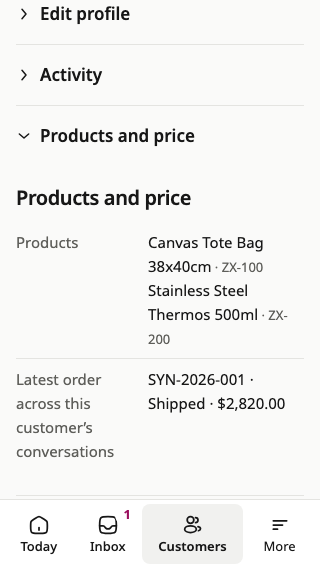 Edit profile
Activity
Products and price
Products and price
Products
Canvas Tote Bag
38x40cm · ZX-100
Stainless Steel
Thermos 500ml · ZX-
200
Latest order
across this
customer’s
conversations
SYN-2026-001 ·
Shipped · $2,820.00
1
Today
Inbox
Customers
More